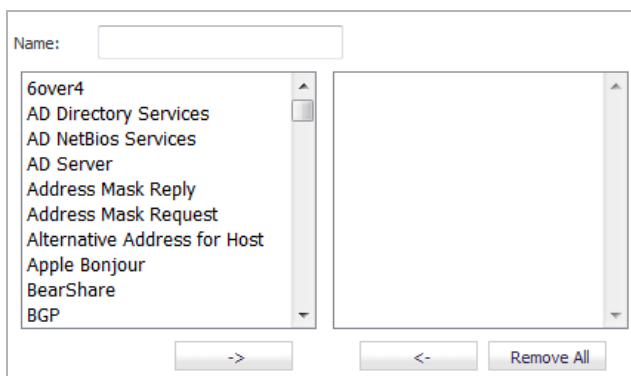 Name:
6over4
AD Directory Services
AD NetBios Services
AD Server
Address Mask Reply
Address Mask Request
Alternative Address for Host
Apple Bonjour
BearShare
BGP
-> <- Remove All